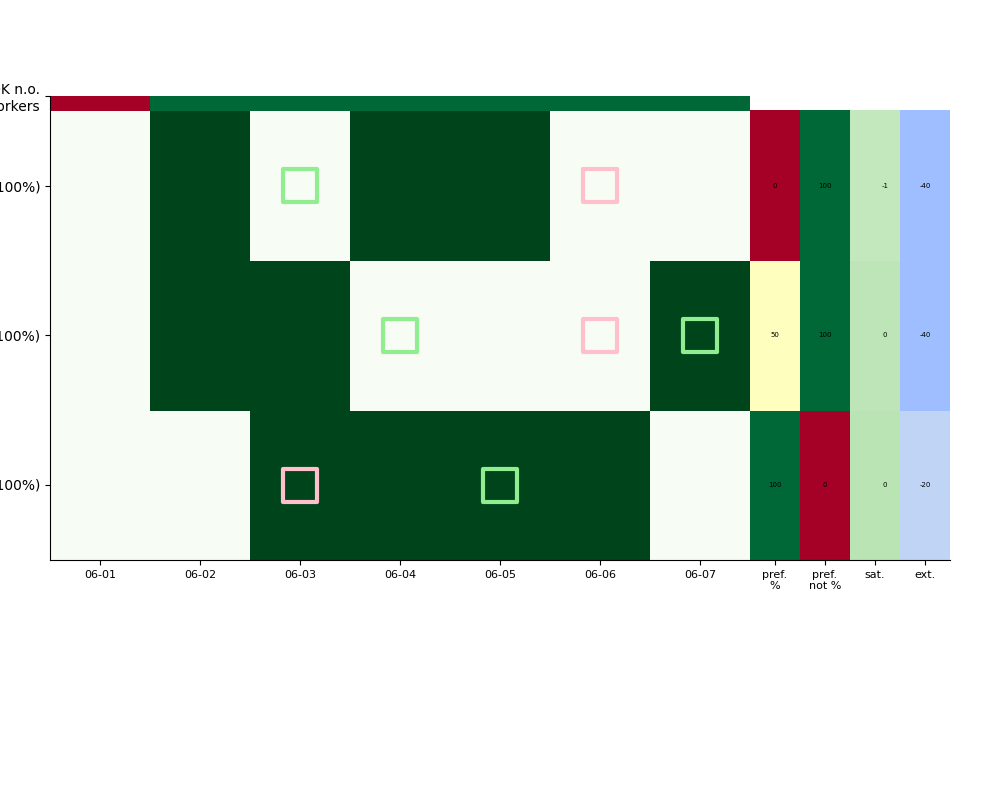 K n.o.
orkers
100%) 0 100 -1 -40
100%) 50 100 0 -40
100%) 100 0 0 -20
06-01 06-02 06-03 06-04 06-05 06-06 06-07 pref. pref. sat. ext.
% not %